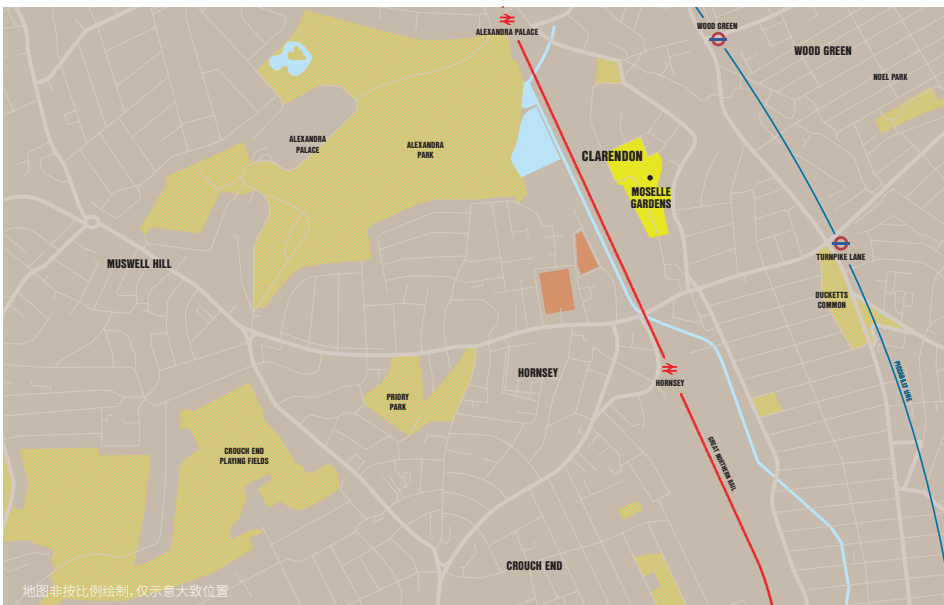 ALEXANDRA PALACE
WOOD GREEN
WOOD GREEN
NOEL PARK
ALEXANDRA
PALACE
ALEXANDRA
PARK
CLARENDON
MOSELLE
GARDENS
MUSWELL HILL
TURNPIKE LANE
DUCKETTS
COMMON
PICCADILLY LINE
HORNSEY
HORNSEY
PRIORY
PARK
CROUCH END
PLAYING FIELDS
GREAT NORTHERN RAIL
CROUCH END
地图非按比例绘制，仅示意大致位置